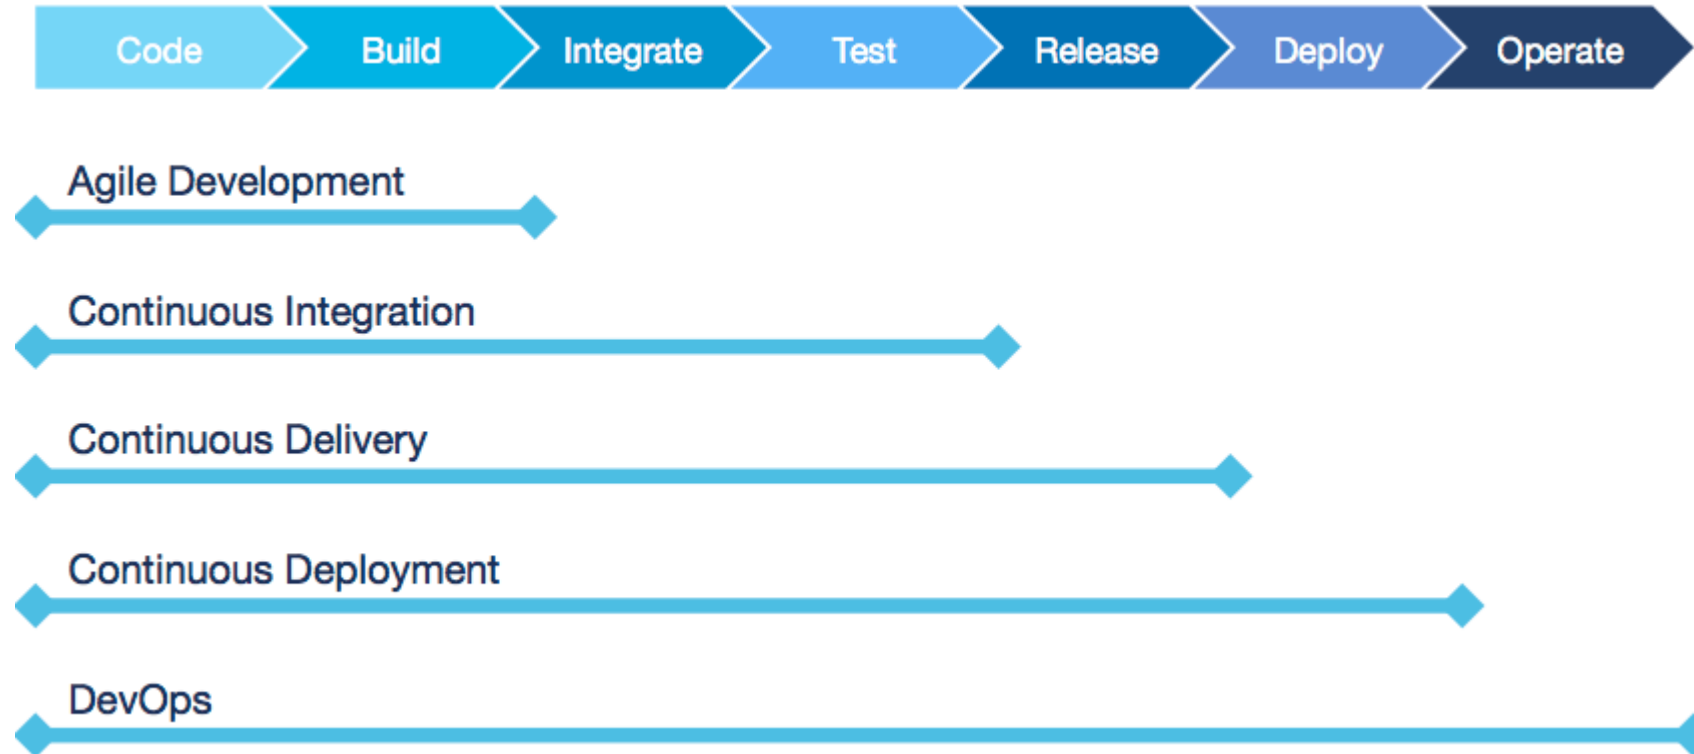 Code Build Integrate Test Release Deploy Operate
Agile Development
Continuous Integration
Continuous Delivery
Continuous Deployment
DevOps